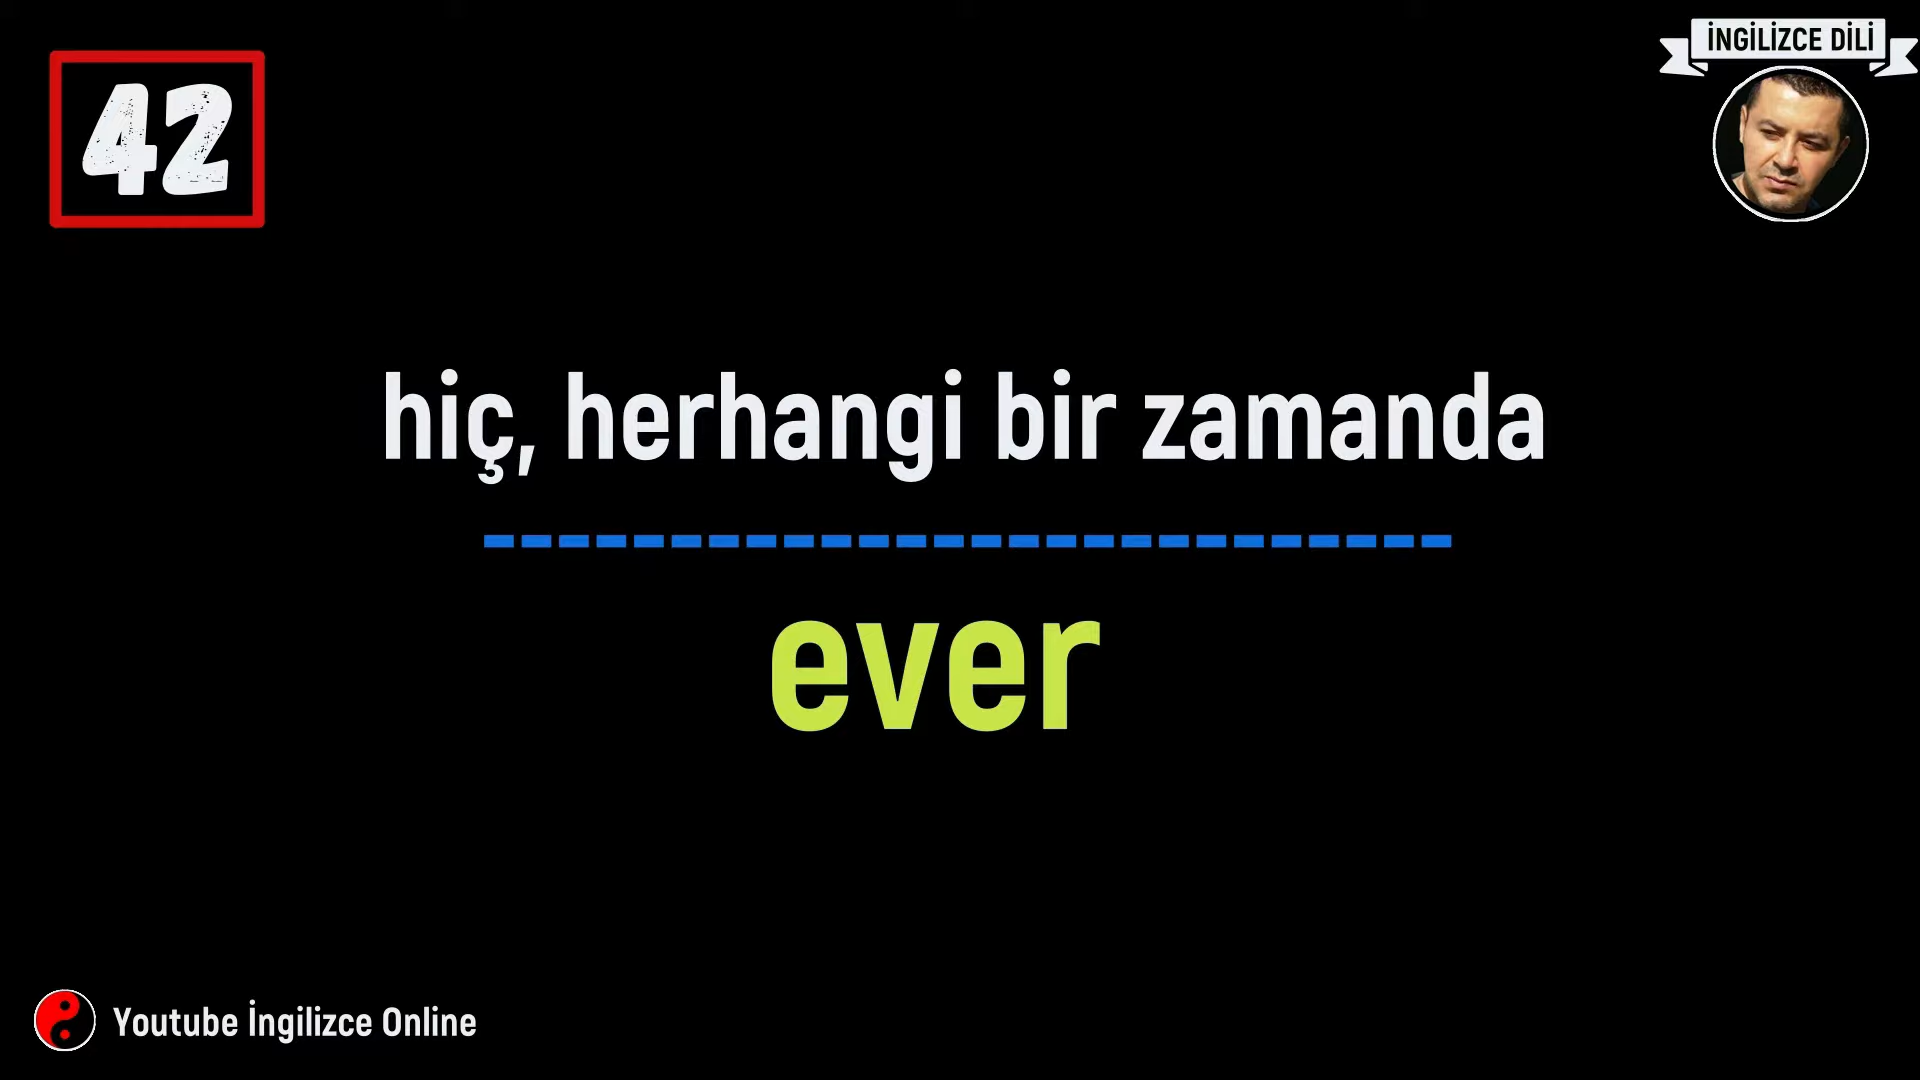 42
İNGİLİZCE DİLİ
hiç, herhangi bir zamanda
ever
Youtube İngilizce Online